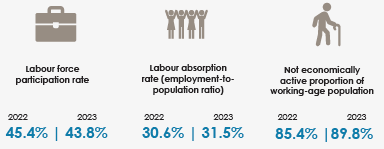 Labour force
participation rate
2022 2023
45.4% | 43.8%
Labour absorption
rate (employment-to-
population ratio)
2022 2023
30.6% | 31.5%
Not economically
active proportion of
working-age population
2022 2023
85.4% | 89.8%